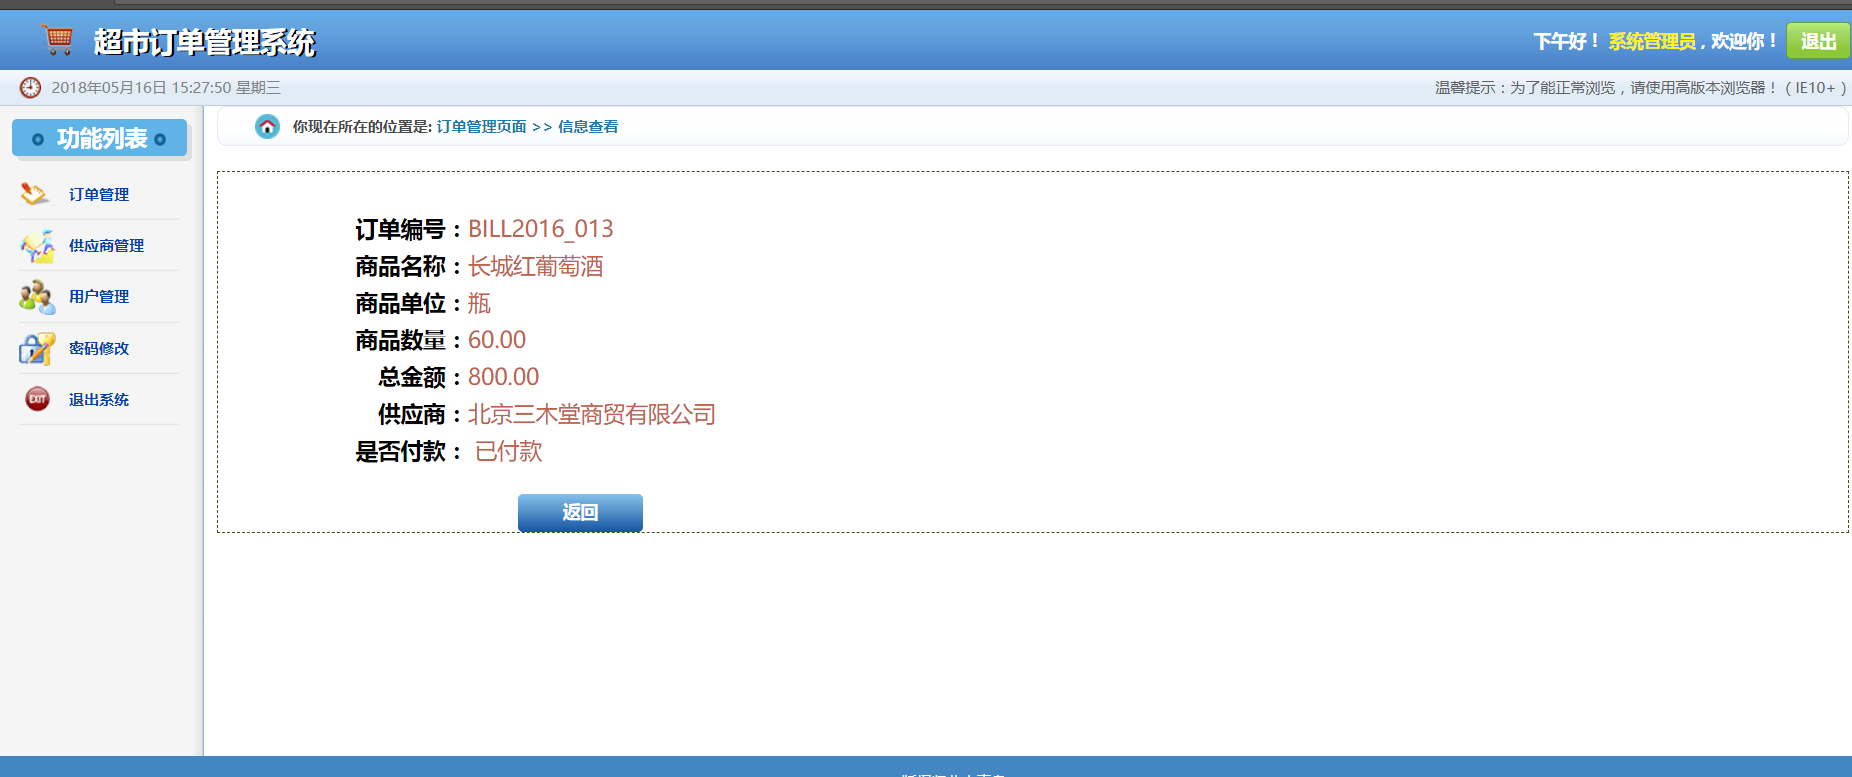 超市订单管理系统
下午好！ 系统管理员 , 欢迎你！ 退出
2018年05月16日 15:27:50 星期三
温馨提示：为了能正常浏览，请使用高版本浏览器！（IE10+）
功能列表
订单管理
供应商管理
用户管理
密码修改
EXIT 退出系统
你现在所在的位置是: 订单管理页面 >> 信息查看
订单编号：BILL2016_013
商品名称：长城红葡萄酒
商品单位：瓶
商品数量：60.00
总金额：800.00
供应商：北京三木堂商贸有限公司
是否付款： 已付款
返回